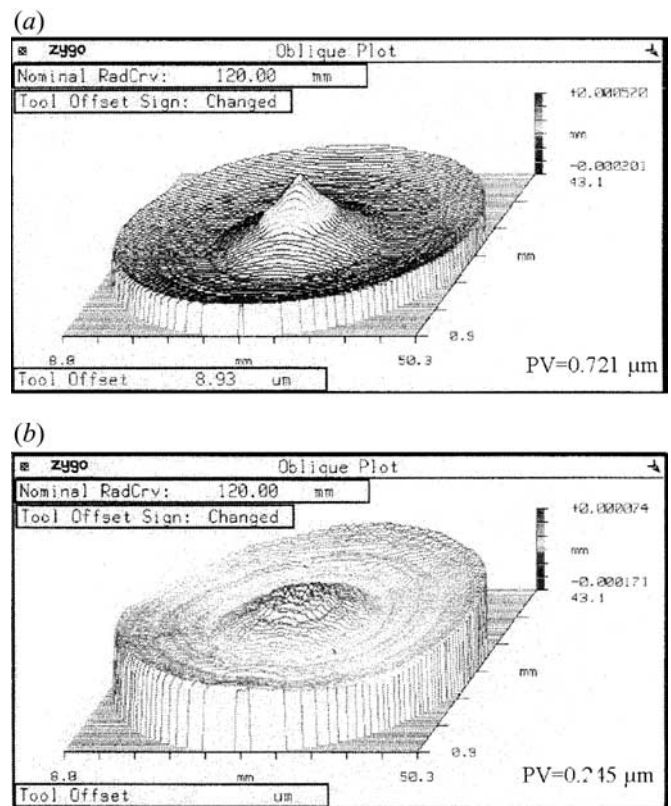 (a)
zygo Oblique Plot
Nominal RadCrv: 120.00 mm
Tool Offset Sign: Changed
+0.000520
mm
-0.000201
43.1
mm
0.9
8.8 mm 50.3
PV=0.721 µm
Tool Offset 8.93 um
(b)
zygo Oblique Plot
Nominal RadCrv: 120.00 mm
Tool Offset Sign: Changed
+0.000074
mm
-0.000171
43.1
mm
0.9
8.8 mm 50.3
PV=0.245 µm
Tool Offset um